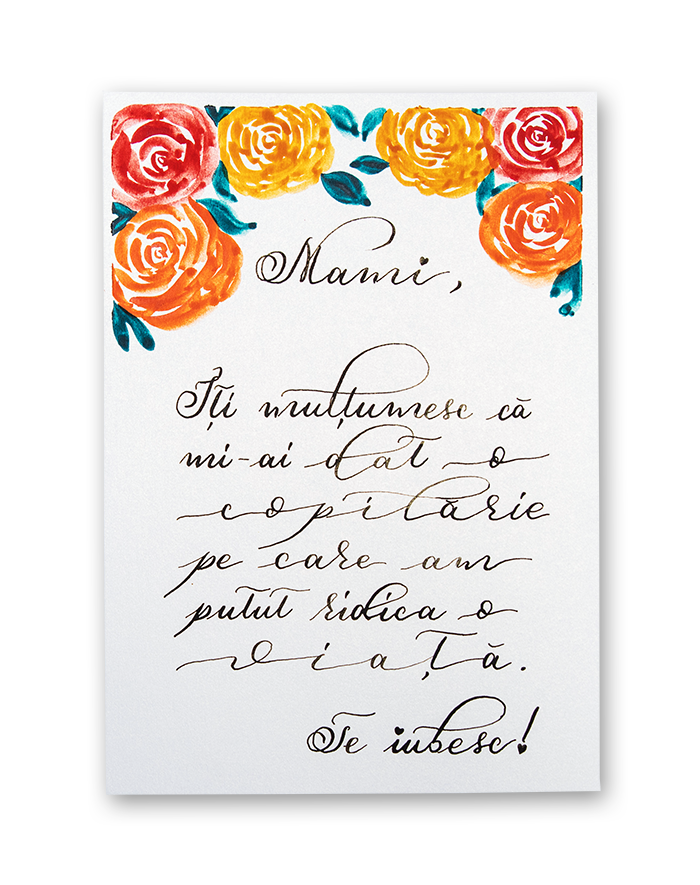 Mami,
Îți mulțumesc că
mi-ai dat o
copilărie
pe care am
putut ridica o
viață.
Te iubesc!